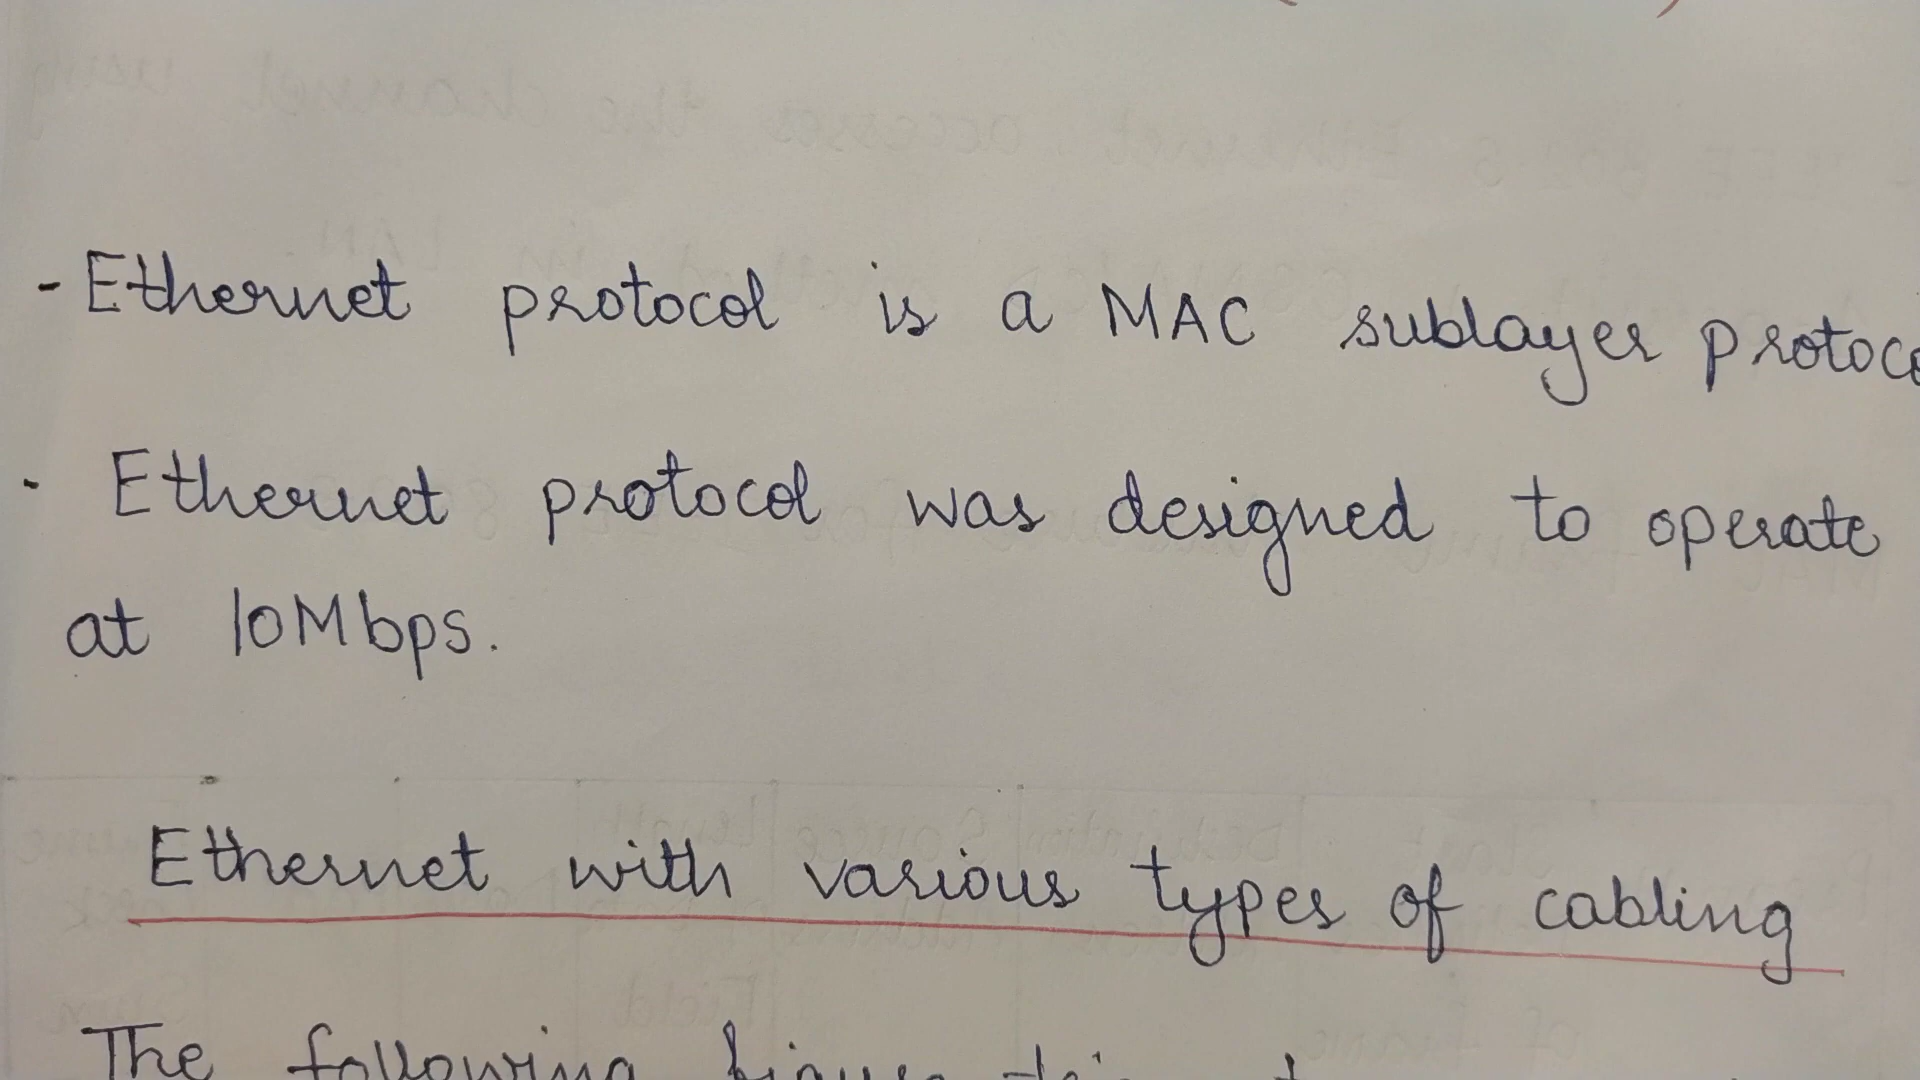 - Ethernet protocol is a MAC sublayer
- Ethernet protocol was designed to operate
at 10Mbps.
Ethernet with various types of cabling
The following